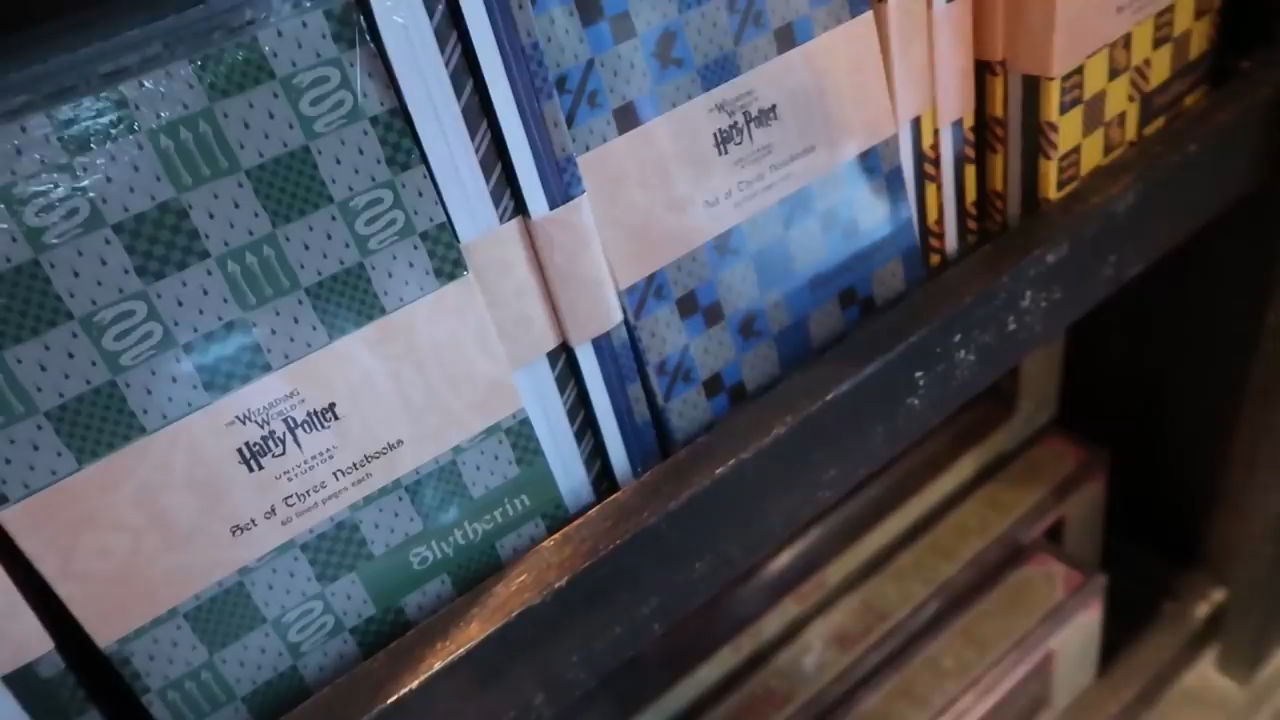 THE WIZARDING
WORLD OF
Harry Potter
UNIVERSAL
STUDIOS
Set of Three Notebooks
60 lined pages each
Slytherin
THE WIZARDING
WORLD OF
Harry Potter
Set of Three Notebooks